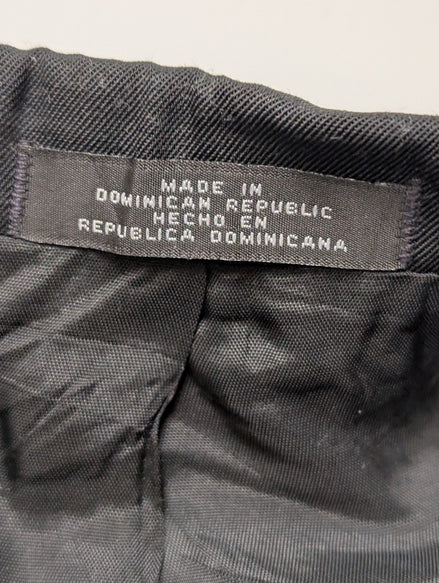 MADE IN
DOMINICAN REPUBLIC
HECHO EN
REPUBLICA DOMINICANA